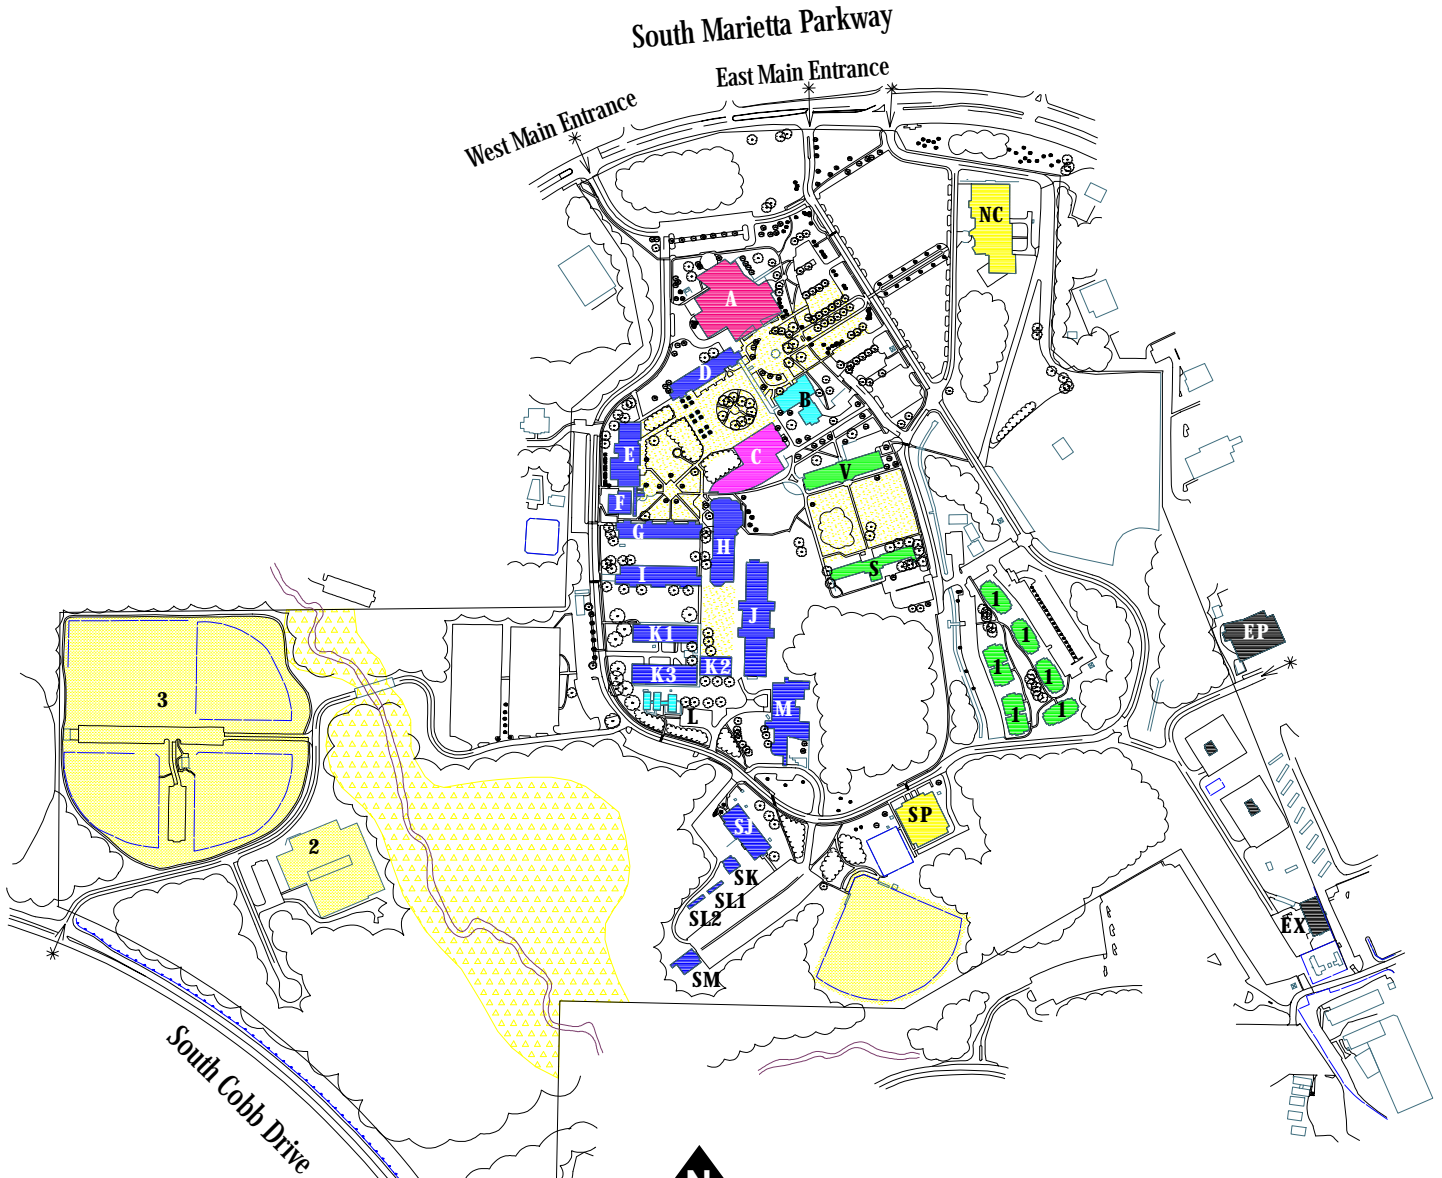 South Marietta Parkway
East Main Entrance
West Main Entrance
NC
A
D
B
E
C
V
F
G
H
I
S
J
1
1
1
1
1
1
K1
K2
K3
EP
3
M
L
SP
SJ
2
SK
SL1
SL2
EX
SM
South Cobb Drive
N